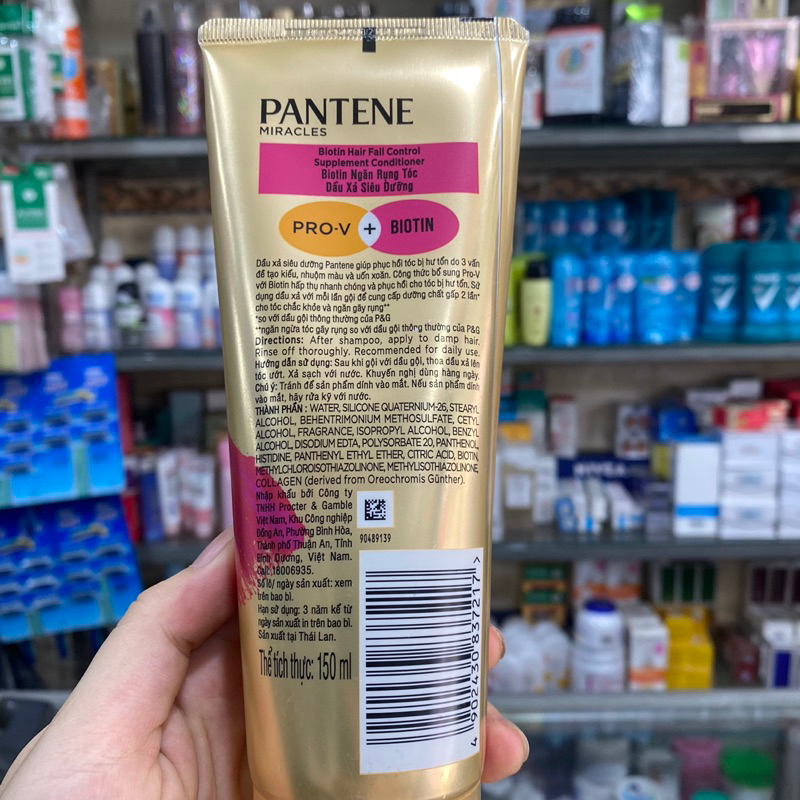 PANTENE
MIRACLES
Biotin Hair Fall Control
Supplement Conditioner
Biotin Ngăn Rụng Tóc
Dầu Xả Siêu Dưỡng
PRO-V + BIOTIN
Dầu xả siêu dưỡng Pantene giúp phục hồi tóc bị hư tổn do 3 vấn
đề tạo kiểu, nhuộm màu và uốn xoăn. Công thức bổ sung Pro-V
với Biotin hấp thụ nhanh chóng và phục hồi cho tóc bị hư tổn. Sử
dụng dầu xả với mỗi lần gội để cung cấp dưỡng chất gấp 2 lần*
cho tóc chắc khỏe và ngăn gãy rụng**
*so với dầu gội thông thường của P&G
**ngăn ngừa tóc gãy rụng so với dầu gội thông thường của P&G
Directions: After shampoo, apply to damp hair.
Rinse off thoroughly. Recommended for daily use.
Hướng dẫn sử dụng: Sau khi gội với dầu gội, thoa dầu xả lên
tóc ướt. Xả sạch với nước. Khuyến nghị dùng hàng ngày.
Chú ý: Tránh để sản phẩm dính vào mắt. Nếu sản phẩm dính
vào mắt, hãy rửa kỹ với nước.
THÀNH PHẦN : WATER, SILICONE QUATERNIUM-26, STEARYL
ALCOHOL, BEHENTRIMONIUM METHOSULFATE, CETYL
ALCOHOL, FRAGRANCE, ISOPROPYL ALCOHOL, BENZYL
ALCOHOL, DISODIUM EDTA, POLYSORBATE 20, PANTHENOL,
HISTIDINE, PANTHENYL ETHYL ETHER, CITRIC ACID, BIOTIN,
METHYLCHLOROISOTHIAZOLINONE, METHYLISOTHIAZOLINONE,
COLLAGEN (derived from Oreochromis Günther).
Nhập khẩu bởi Công ty
TNHH Procter & Gamble
Việt Nam, Khu Công nghiệp
Đồng An, Phường Bình Hòa,
Thành phố Thuận An, Tỉnh
Bình Dương, Việt Nam.
Call: 18006935.
Số lô/ ngày sản xuất: xem
trên bao bì.
Hạn sử dụng: 3 năm kể từ
ngày sản xuất in trên bao bì.
Sản xuất tại Thái Lan.
Thể tích thực: 150 ml
90489139
4 902430 837217
NIVEA